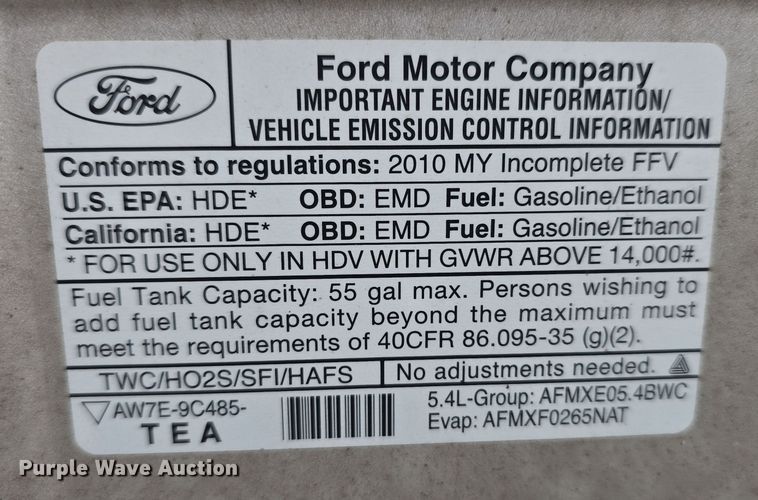 Ford
Ford Motor Company
IMPORTANT ENGINE INFORMATION/
VEHICLE EMISSION CONTROL INFORMATION
Conforms to regulations: 2010 MY Incomplete FFV
U.S. EPA: HDE* OBD: EMD Fuel: Gasoline/Ethanol
California: HDE* OBD: EMD Fuel: Gasoline/Ethanol
* FOR USE ONLY IN HDV WITH GVWR ABOVE 14,000#.
Fuel Tank Capacity: 55 gal max. Persons wishing to
add fuel tank capacity beyond the maximum must
meet the requirements of 40CFR 86.095-35 (g)(2).
TWC/HO2S/SFI/HAFS No adjustments needed.
AW7E-9C485-
TEA
5.4L-Group: AFMXE05.4BWC
Evap: AFMXF0265NAT
Purple Wave Auction